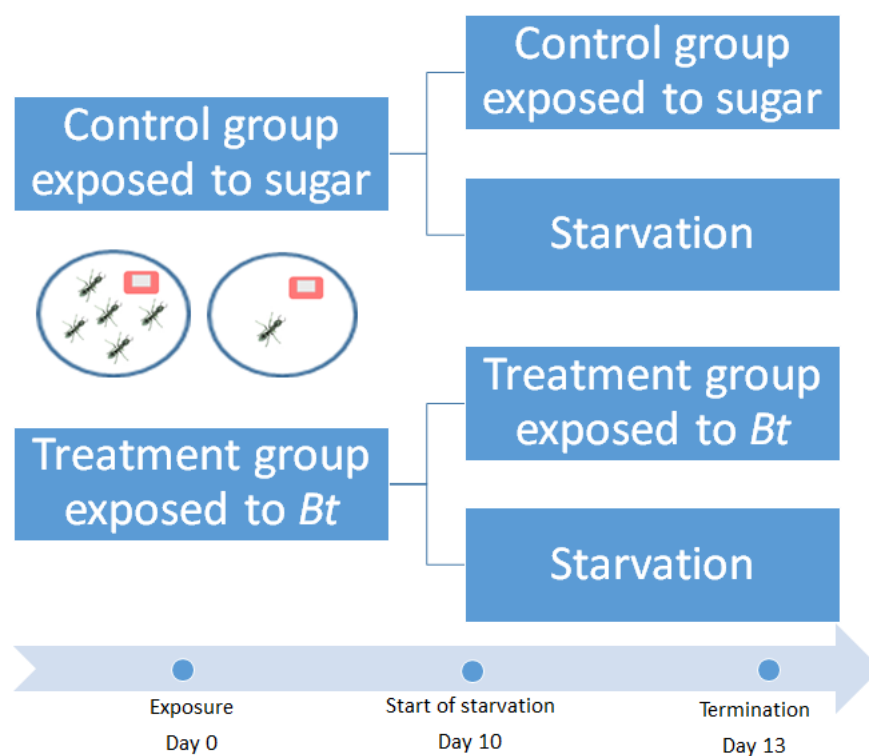 Control group
exposed to sugar
Control group
exposed to sugar
Starvation
Treatment group
exposed to Bt
Treatment group
exposed to Bt
Starvation
Exposure
Day 0
Start of starvation
Day 10
Termination
Day 13